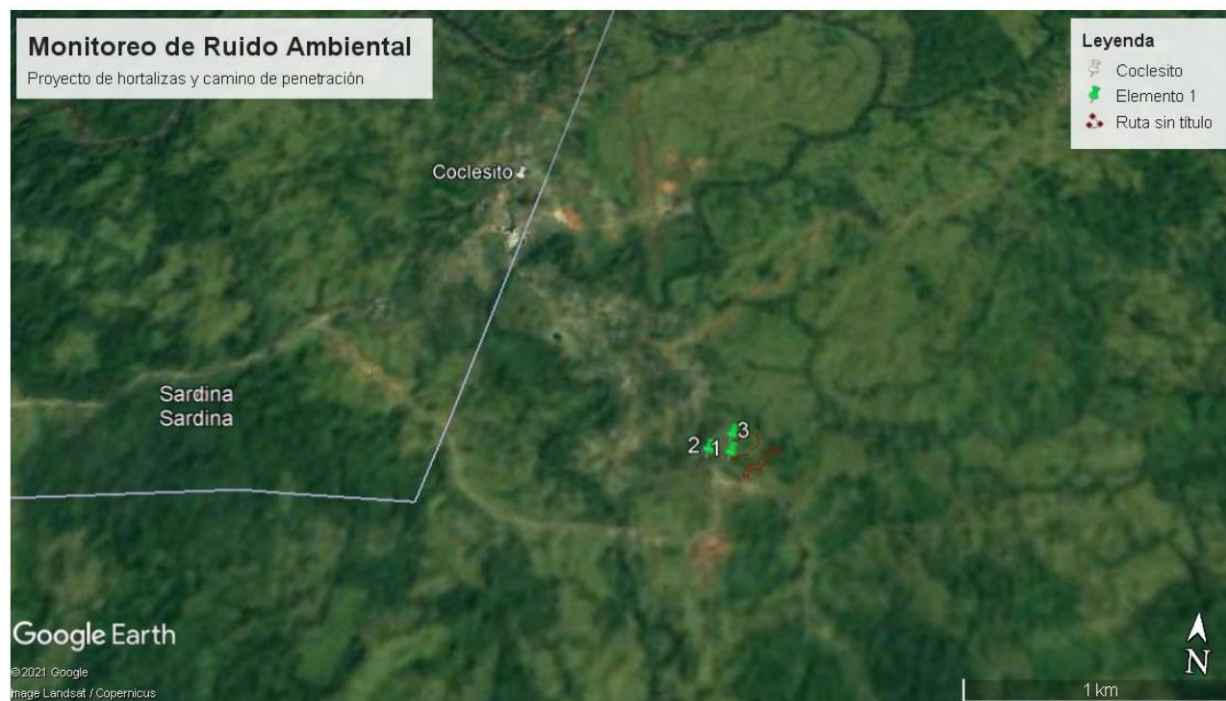 Monitoreo de Ruido Ambiental
Proyecto de hortalizas y camino de penetración
Leyenda
Coclesito
Elemento 1
Ruta sin título
Coclesito
Sardina
Sardina
3
2
1
Google Earth
©2021 Google
mage Landsat / Copernicus
N
1 km